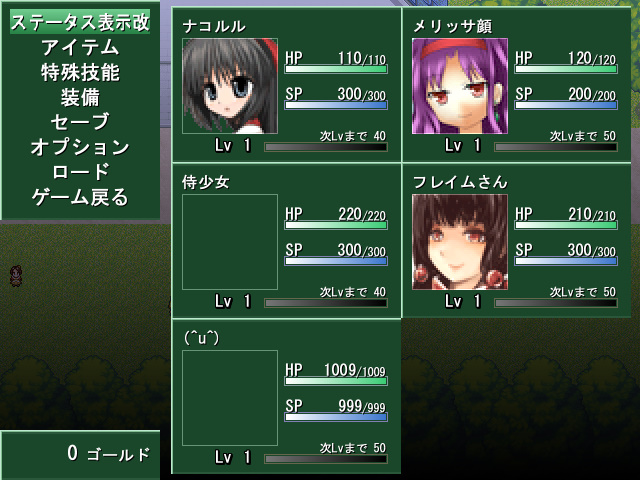 ステータス表示改
アイテム
特殊技能
装備
セーブ
オプション
ロード
ゲーム戻る
ナコルル
HP 110/110
SP 300/300
次Lvまで 40
Lv 1
メリッサ顔
HP 120/120
SP 200/200
次Lvまで 50
Lv 1
侍少女
HP 220/220
SP 300/300
次Lvまで 40
Lv 1
フレイムさん
HP 210/210
SP 300/300
次Lvまで 50
Lv 1
(^u^)
HP 1009/1009
SP 999/999
次Lvまで 50
Lv 1
0 ゴールド